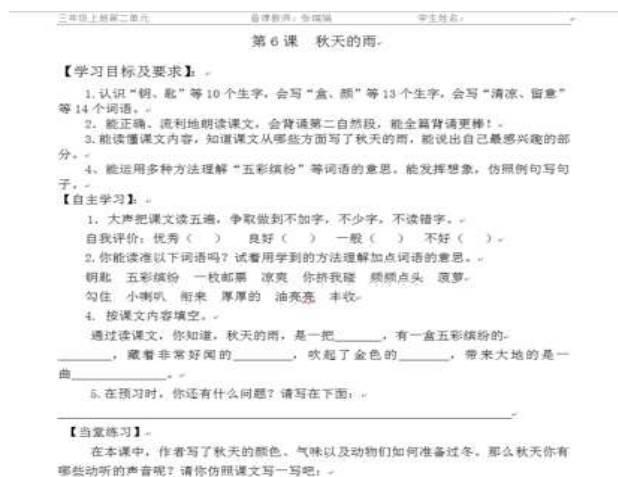 三年级上册第二单元 备课教师：张端端 学生姓名：
第 6 课 秋天的雨
【学习目标及要求】
1.认识“钥、匙”等 10 个生字，会写“盒、颜”等 13 个生字，会写“清凉、留意”
等 14 个词语。
2. 能正确、流利地朗读课文，会背诵第二自然段，能全篇背诵更棒！
3.能读懂课文内容，知道课文从哪些方面写了秋天的雨，能说出自己最感兴趣的部
分。
4、能运用多种方法理解“五彩缤纷”等词语的意思。能发挥想象，仿照例句写句
子。
【自主学习】
1. 大声把课文读五遍，争取做到不加字，不少字，不读错字。
自我评价：优秀（ ） 良好（ ） 一般（ ） 不好（ ）
2.你能读准以下词语吗？试着用学到的方法理解加点词语的意思。
钥匙 五彩缤纷 一枚邮票 凉爽 你挤我碰 频频点头 菠萝
勾住 小喇叭 衔来 厚厚的 油亮亮 丰收
4. 按课文内容填空。
通过读课文，你知道，秋天的雨，是一把______，有一盒五彩缤纷的
______，藏着非常好闻的______，吹起了金色的______，带来大地的是一
曲__________。
5.在预习时，你还有什么问题？请写在下面：
【当堂练习】
在本课中，作者写了秋天的颜色、气味以及动物们如何准备过冬。那么秋天你有
哪些动听的声音呢？请你仿照课文写一写吧：